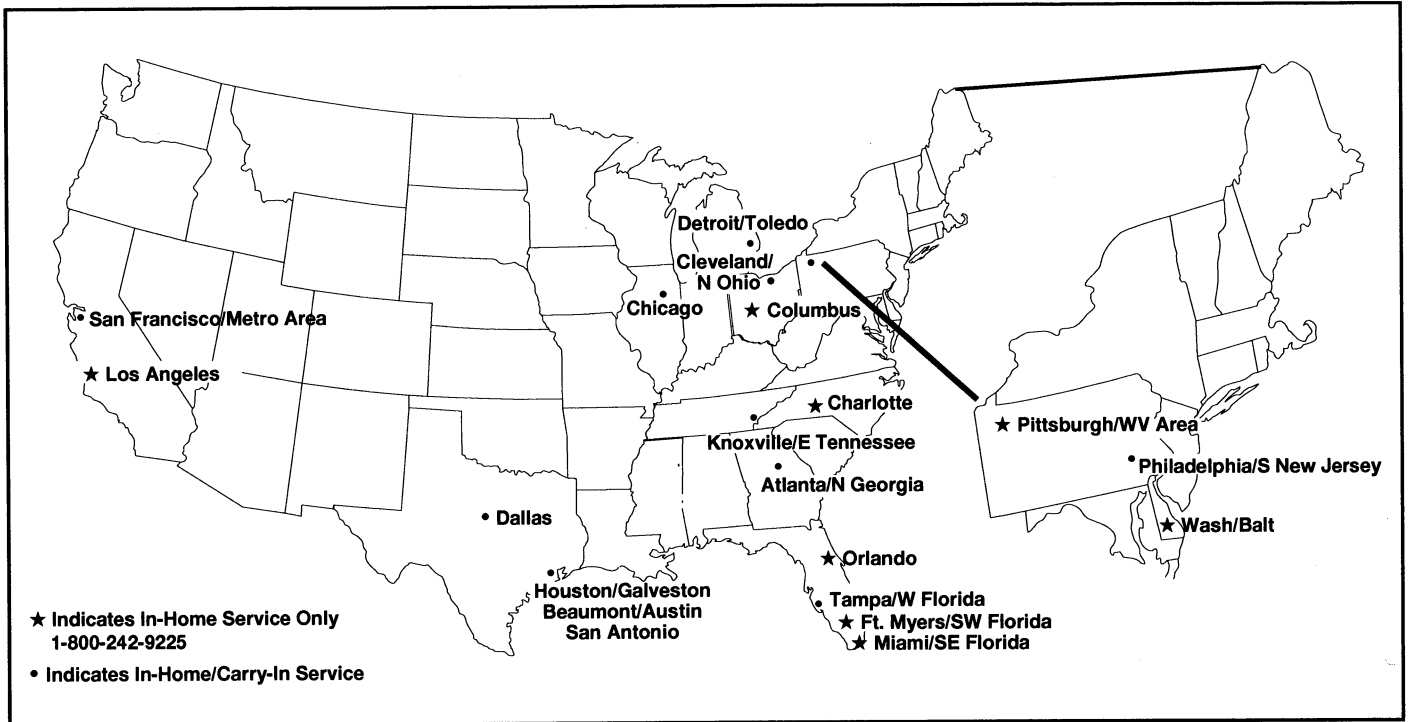 Detroit/Toledo
Cleveland/
N Ohio
Chicago
Columbus
San Francisco/Metro Area
Los Angeles
Charlotte
Knoxville/E Tennessee
Atlanta/N Georgia
Pittsburgh/WV Area
Philadelphia/S New Jersey
Wash/Balt
Dallas
Orlando
Houston/Galveston
Beaumont/Austin
San Antonio
Tampa/W Florida
Ft. Myers/SW Florida
Miami/SE Florida
★ Indicates In-Home Service Only
1-800-242-9225
• Indicates In-Home/Carry-In Service